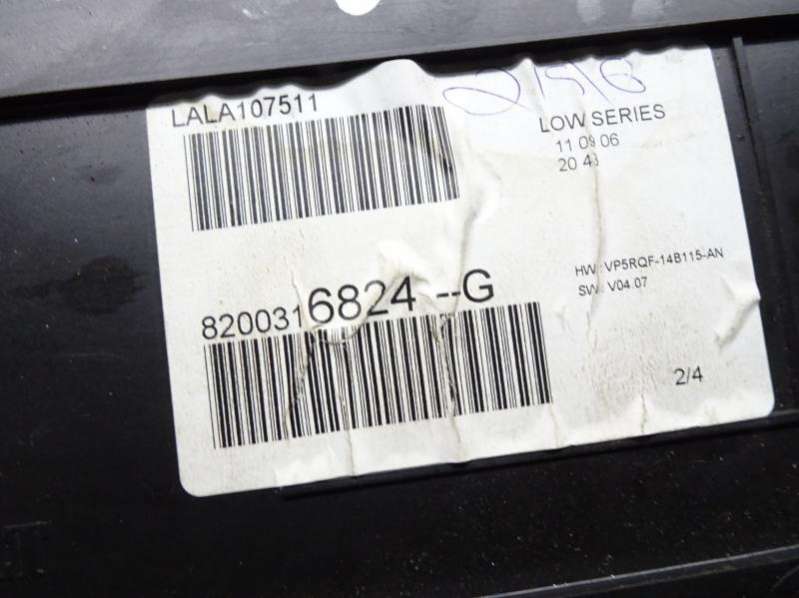 LALA107511
LOW SERIES
11 09 06
20 43
8200316824 --G
HW: VP5RQF-14B115-AN
SW: V04.07
2/4